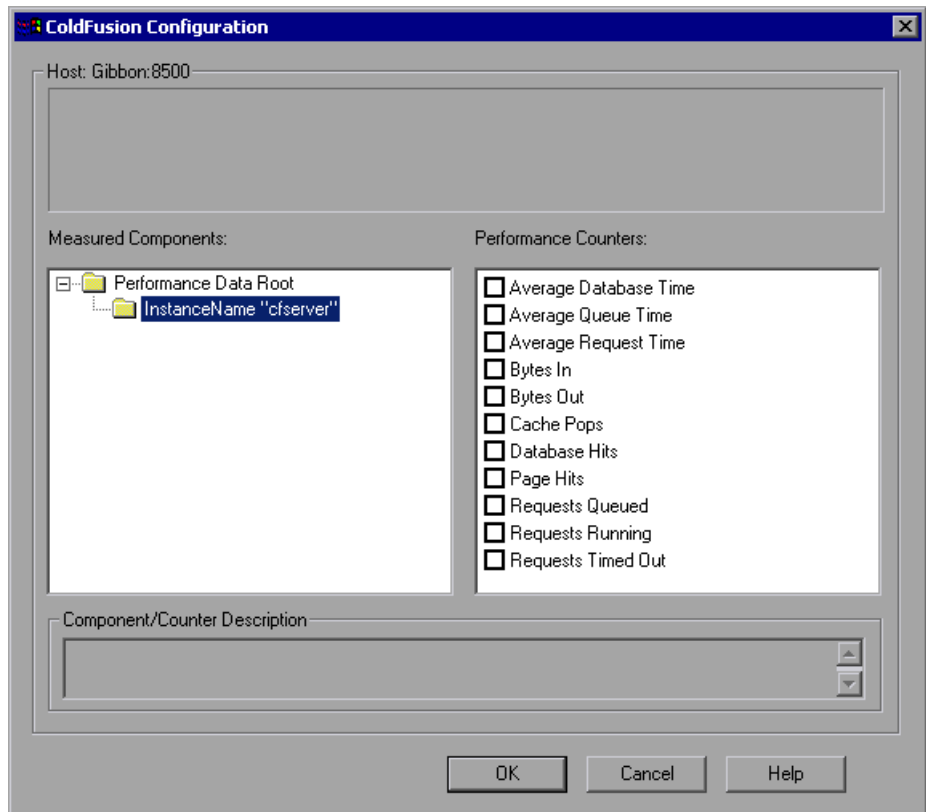 ColdFusion Configuration
Host: Gibbon:8500
Measured Components:
Performance Data Root
InstanceName "cfserver"
Performance Counters:
Average Database Time
Average Queue Time
Average Request Time
Bytes In
Bytes Out
Cache Pops
Database Hits
Page Hits
Requests Queued
Requests Running
Requests Timed Out
Component/Counter Description
OK
Cancel
Help